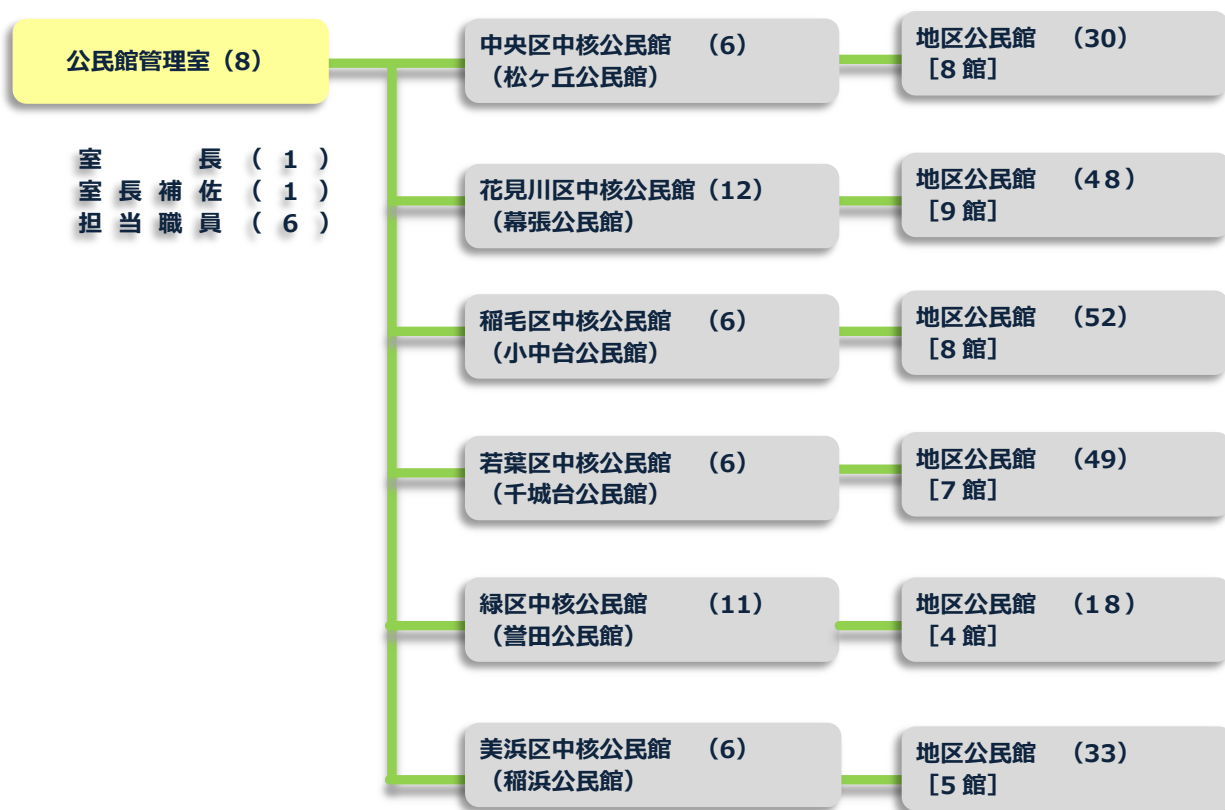 公民館管理室（8）
室長（1）
室長補佐（1）
担当職員（6）
中央区中核公民館　（6）
（松ヶ丘公民館）
地区公民館　（30）
［8 館］
花見川区中核公民館（12）
（幕張公民館）
地区公民館　（48）
［9 館］
稲毛区中核公民館　（6）
（小中台公民館）
地区公民館　（52）
［8 館］
若葉区中核公民館　（6）
（千城台公民館）
地区公民館　（49）
［7 館］
緑区中核公民館　（11）
（誉田公民館）
地区公民館　（18）
［4 館］
美浜区中核公民館　（6）
（稲浜公民館）
地区公民館　（33）
［5 館］